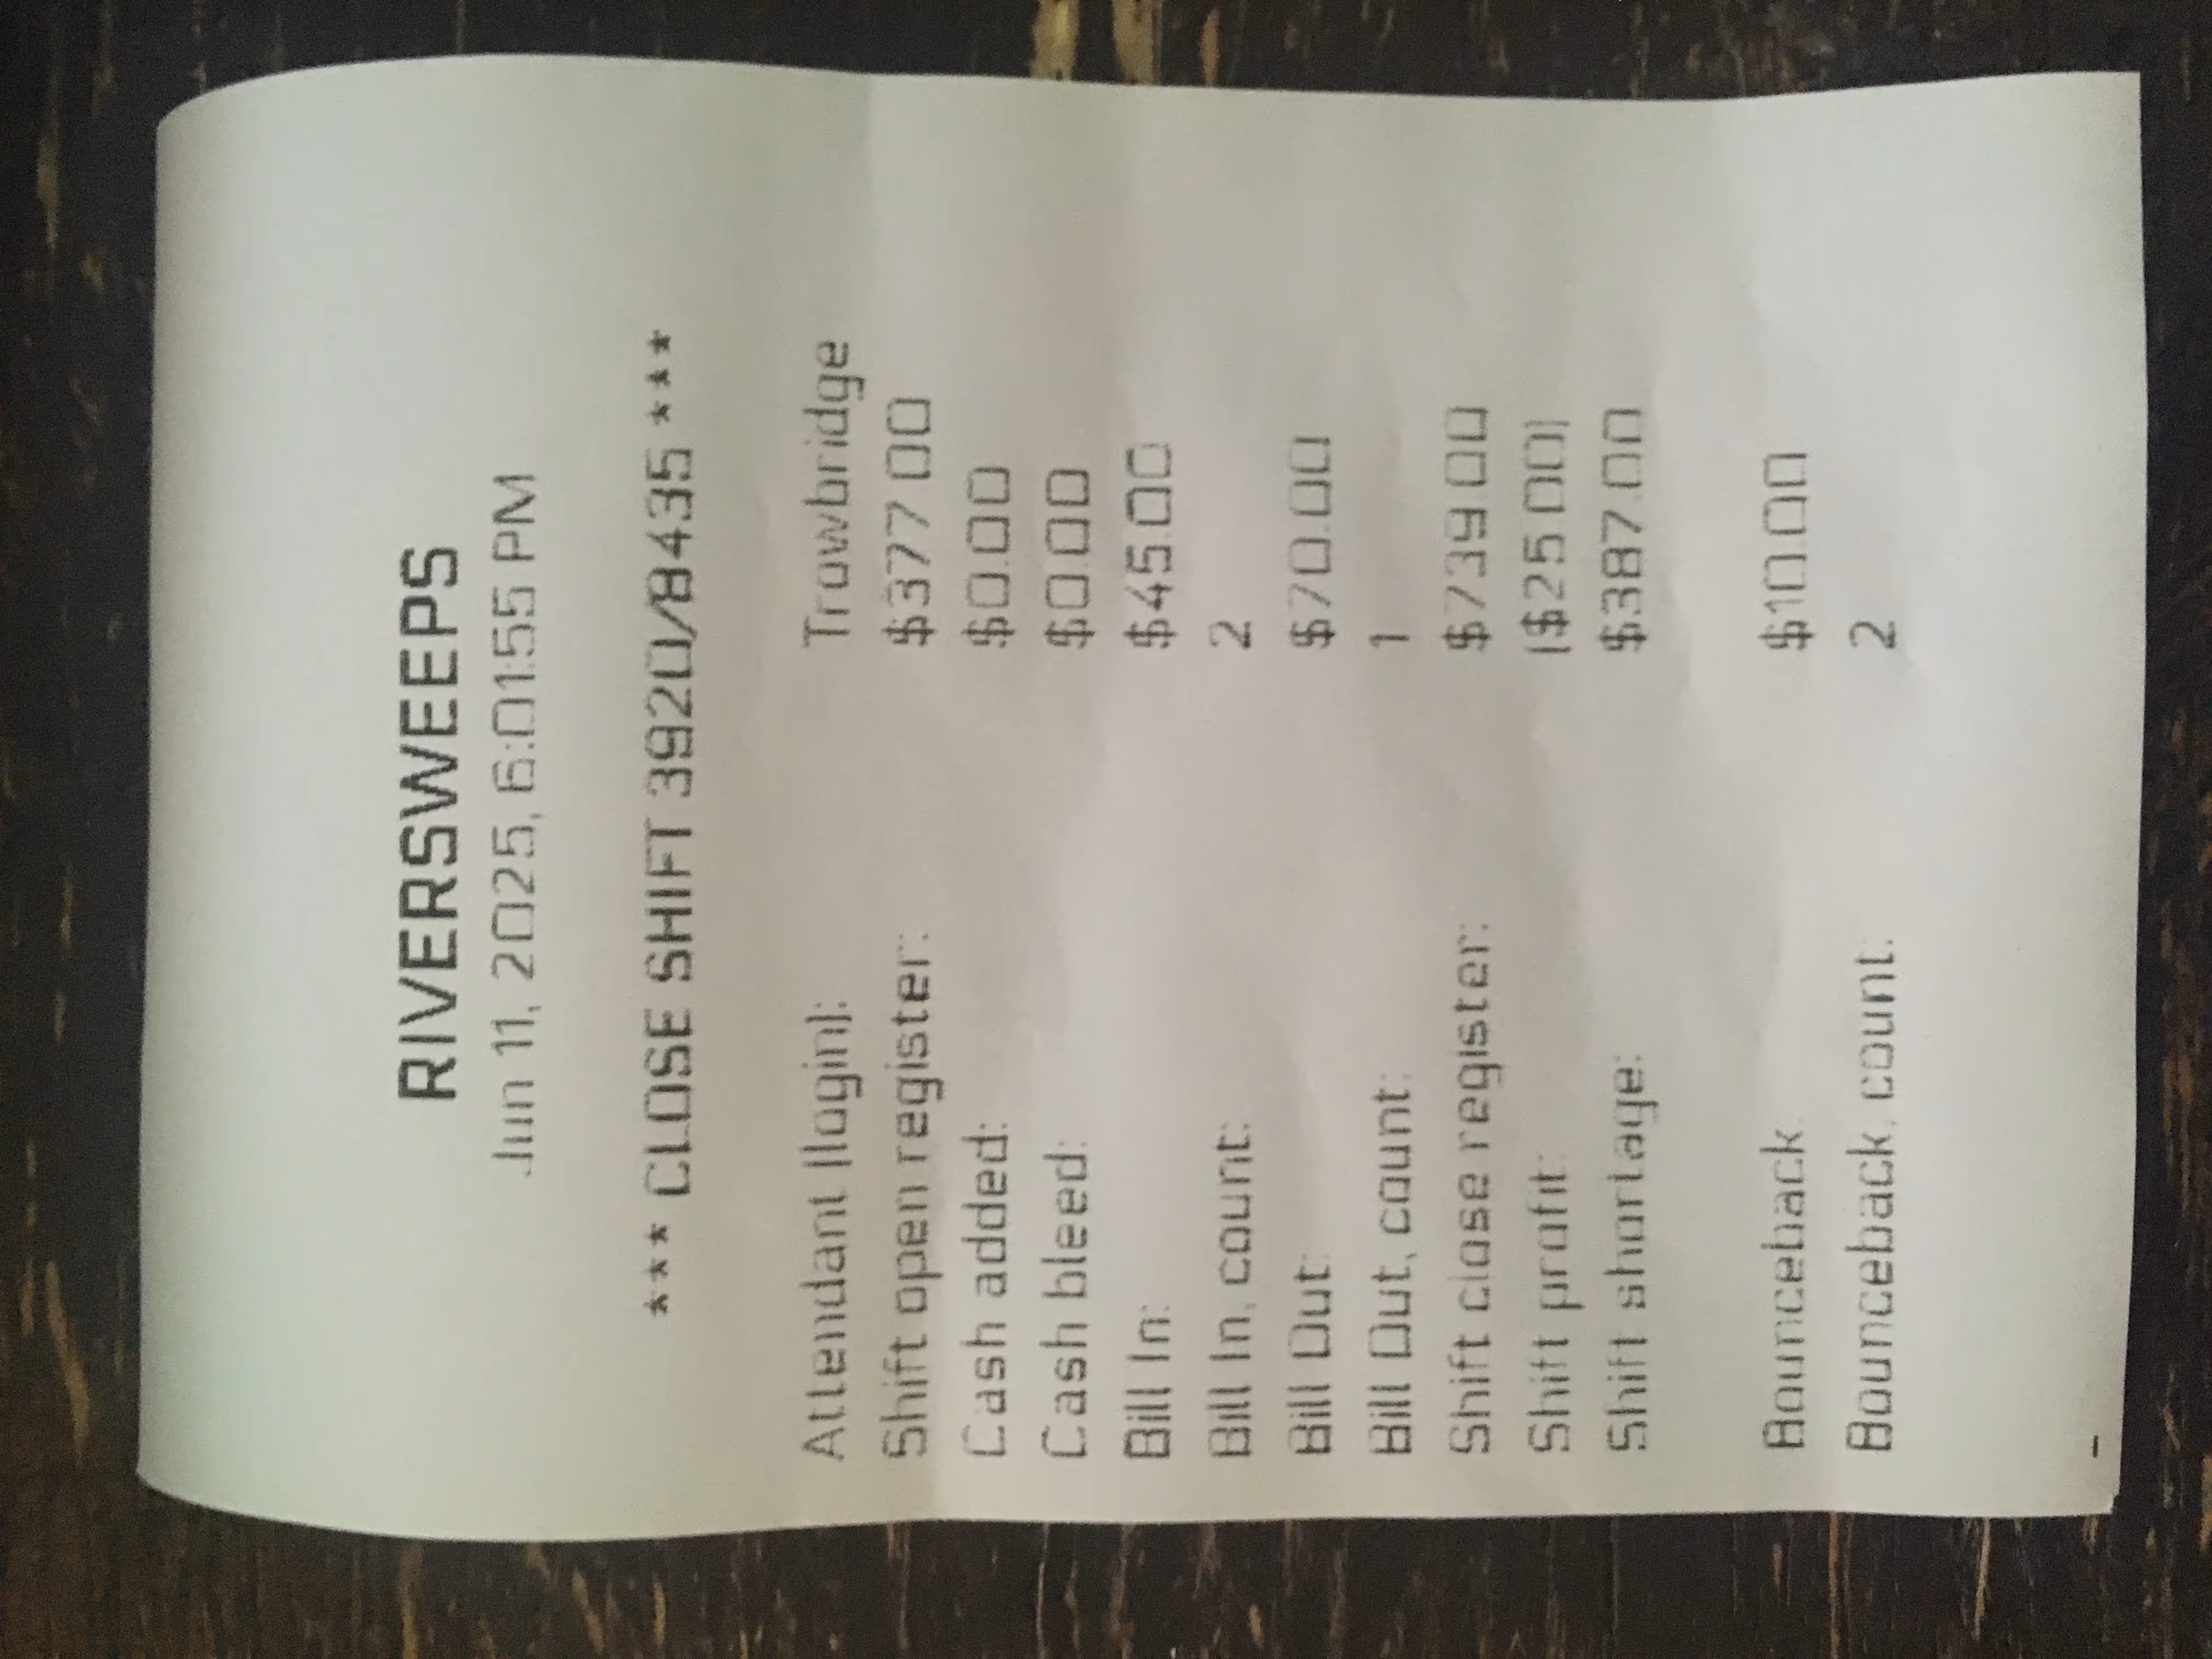 RIVERSWEEPS
Jun 11, 2025, 6:01:55 PM
*** CLOSE SHIFT 3920/8435 ***
Attendant (login): Trowbridge
Shift open register: $377.00
Cash added: $0.00
Cash bleed: $0.00
Bill In: $45.00
Bill In, count: 2
Bill Out: $70.00
Bill Out, count: 1
Shift close register: $739.00
Shift profit: ($25.00)
Shift shortage: $387.00
Bounceback: $10.00
Bounceback, count: 2